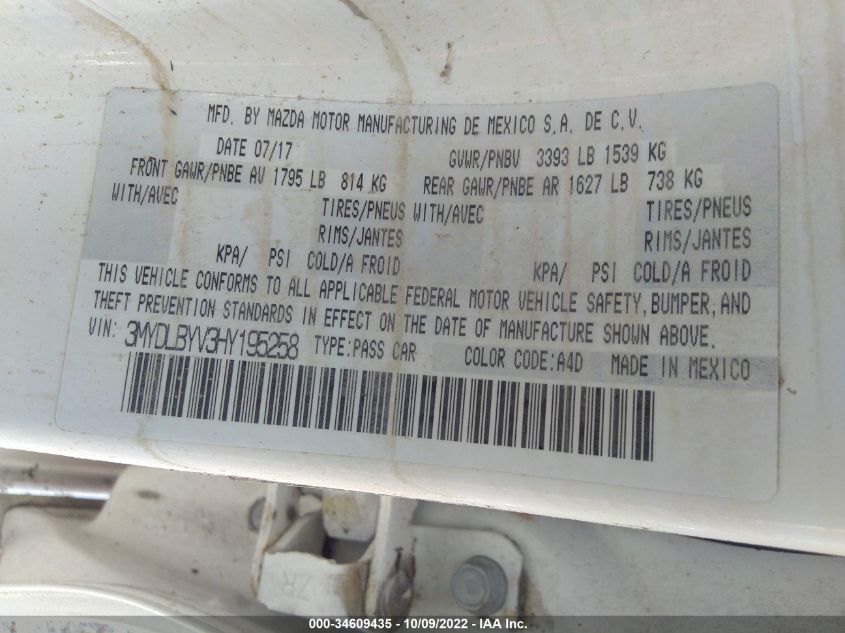 MFD. BY MAZDA MOTOR MANUFACTURING DE MEXICO S.A. DE C.V.
DATE 07/17 GVWR/PNBV 3393 LB 1539 KG
FRONT GAWR/PNBE AV 1795 LB 814 KG REAR GAWR/PNBE AR 1627 LB 738 KG
WITH/AVEC TIRES/PNEUS WITH/AVEC TIRES/PNEUS
RIMS/JANTES RIMS/JANTES
KPA/ PSI COLD/A FROID KPA/ PSI COLD/A FROID
THIS VEHICLE CONFORMS TO ALL APPLICABLE FEDERAL MOTOR VEHICLE SAFETY, BUMPER, AND
THEFT PREVENTION STANDARDS IN EFFECT ON THE DATE OF MANUFACTURE SHOWN ABOVE.
VIN: 3MYDLBYV3HY195258 TYPE:PASS CAR COLOR CODE:A4D MADE IN MEXICO
ZR
000-34609435 - 10/09/2022 - IAA Inc.